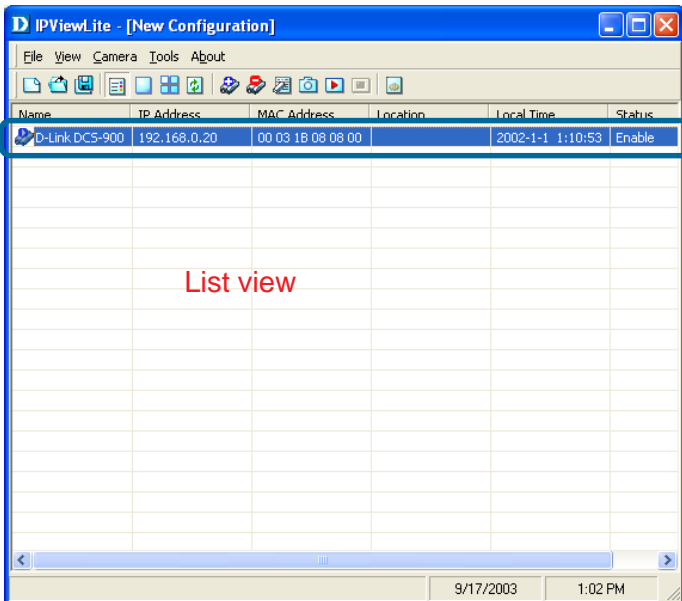 D IPViewLite - [New Configuration]
File View Camera Tools About
Name IP Address MAC Address Location Local Time Status
D-Link DCS-900 192.168.0.20 00 03 1B 08 08 00 2002-1-1 1:10:53 Enable
List view
9/17/2003 1:02 PM